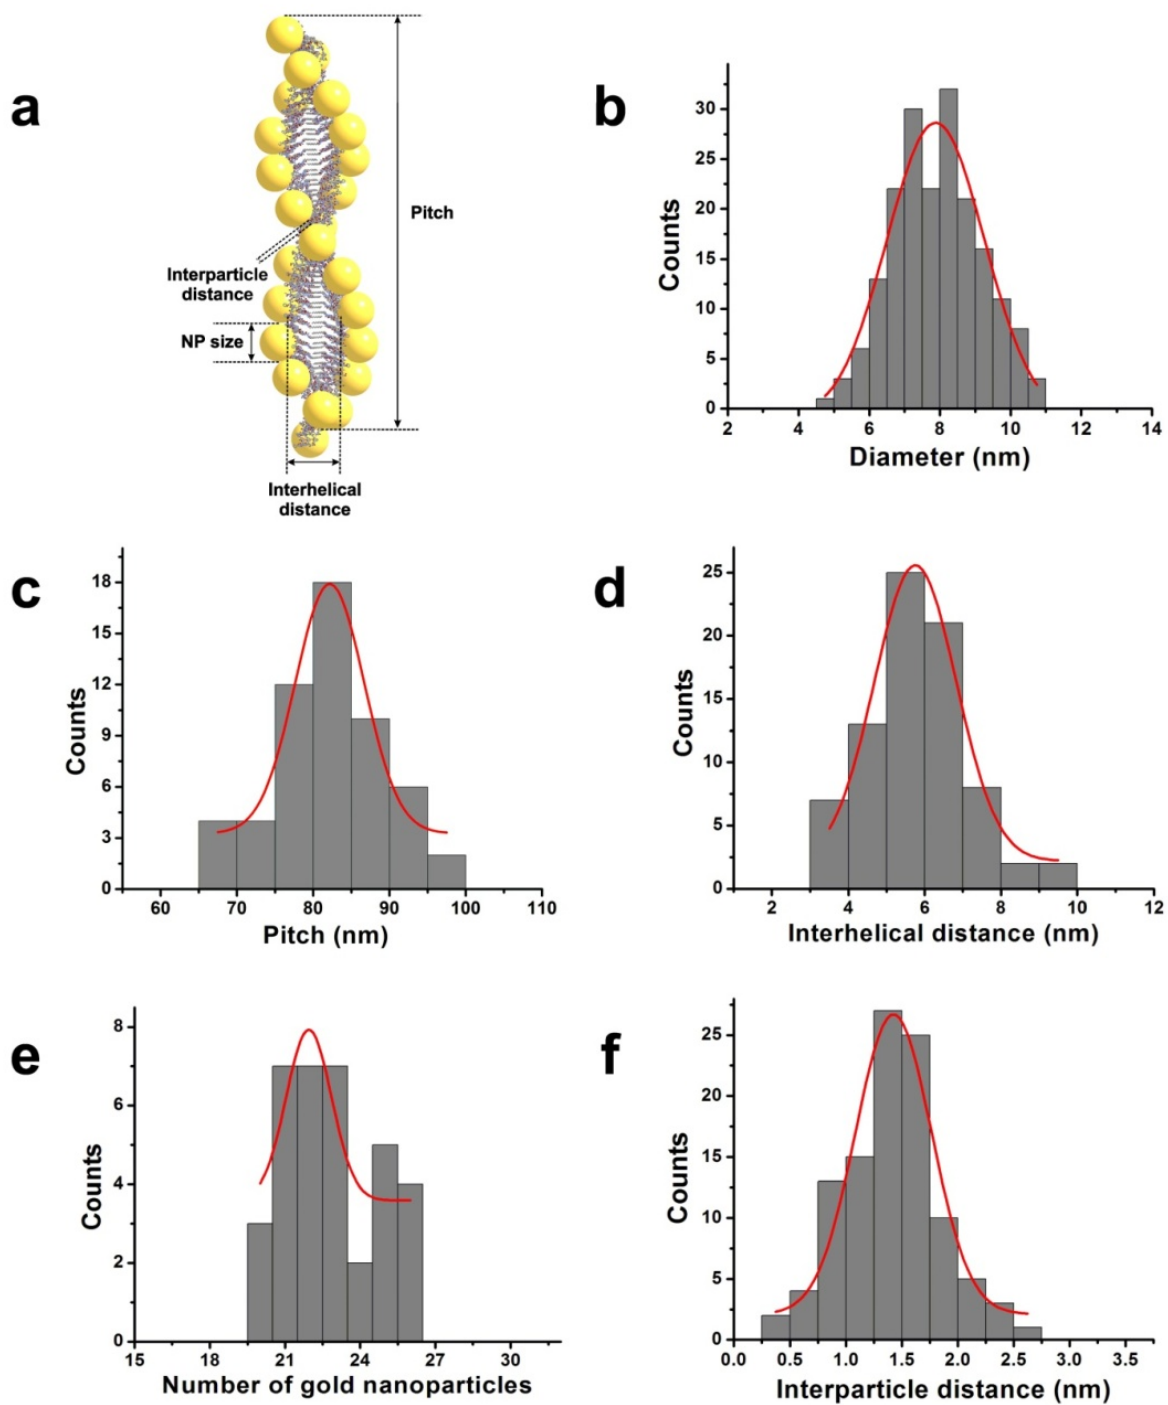 a
Pitch
Interparticle
distance
NP size
Interhelical
distance
b
Counts
30
25
20
15
10
5
0
2 4 6 8 10 12 14
Diameter (nm)
c
Counts
18
15
12
9
6
3
0
60 70 80 90 100 110
Pitch (nm)
d
Counts
25
20
15
10
5
0
2 4 6 8 10 12
Interhelical distance (nm)
e
Counts
8
6
4
2
0
15 18 21 24 27 30
Number of gold nanoparticles
f
Counts
25
20
15
10
5
0
0.0 0.5 1.0 1.5 2.0 2.5 3.0 3.5
Interparticle distance (nm)